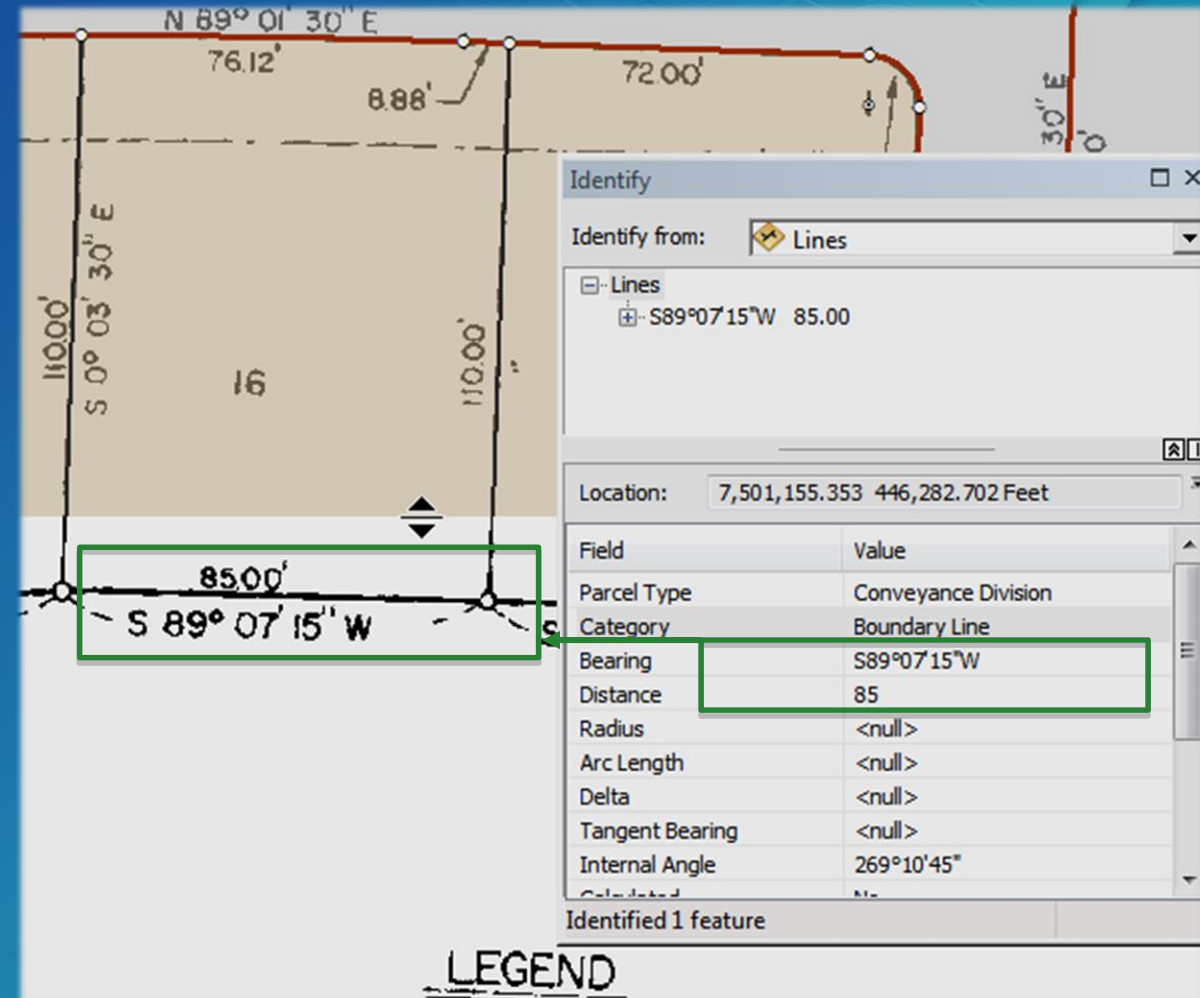 N 89° 01' 30" E
76.12'
8.88'
72.00'
30" E
0'
110.00'
S 0° 03' 30" E
16
110.00'
"
85.00'
S 89° 07' 15" W
S
LEGEND
Identify
Identify from: Lines
Lines
S89°07'15"W 85.00
Location: 7,501,155.353 446,282.702 Feet
Field Value
Parcel Type Conveyance Division
Category Boundary Line
Bearing S89°07'15"W
Distance 85
Radius <null>
Arc Length <null>
Delta <null>
Tangent Bearing <null>
Internal Angle 269°10'45"
Identified 1 feature